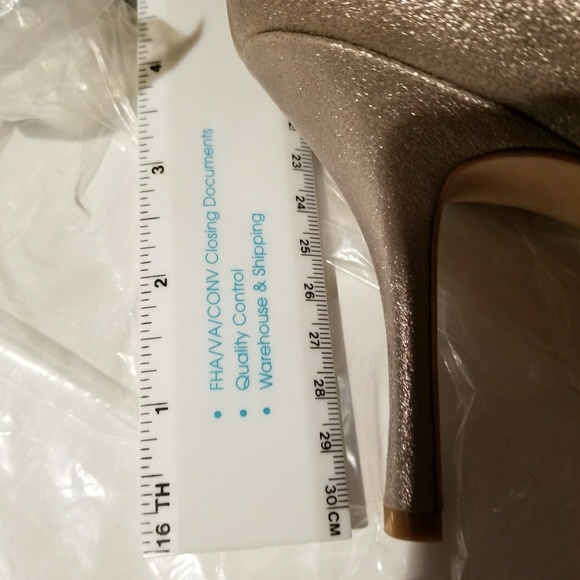 4
3
2
1
16 TH
• FHA/VA/CONV Closing Documents
• Quality Control
• Warehouse & Shipping
23
24
25
26
27
28
29
30 CM